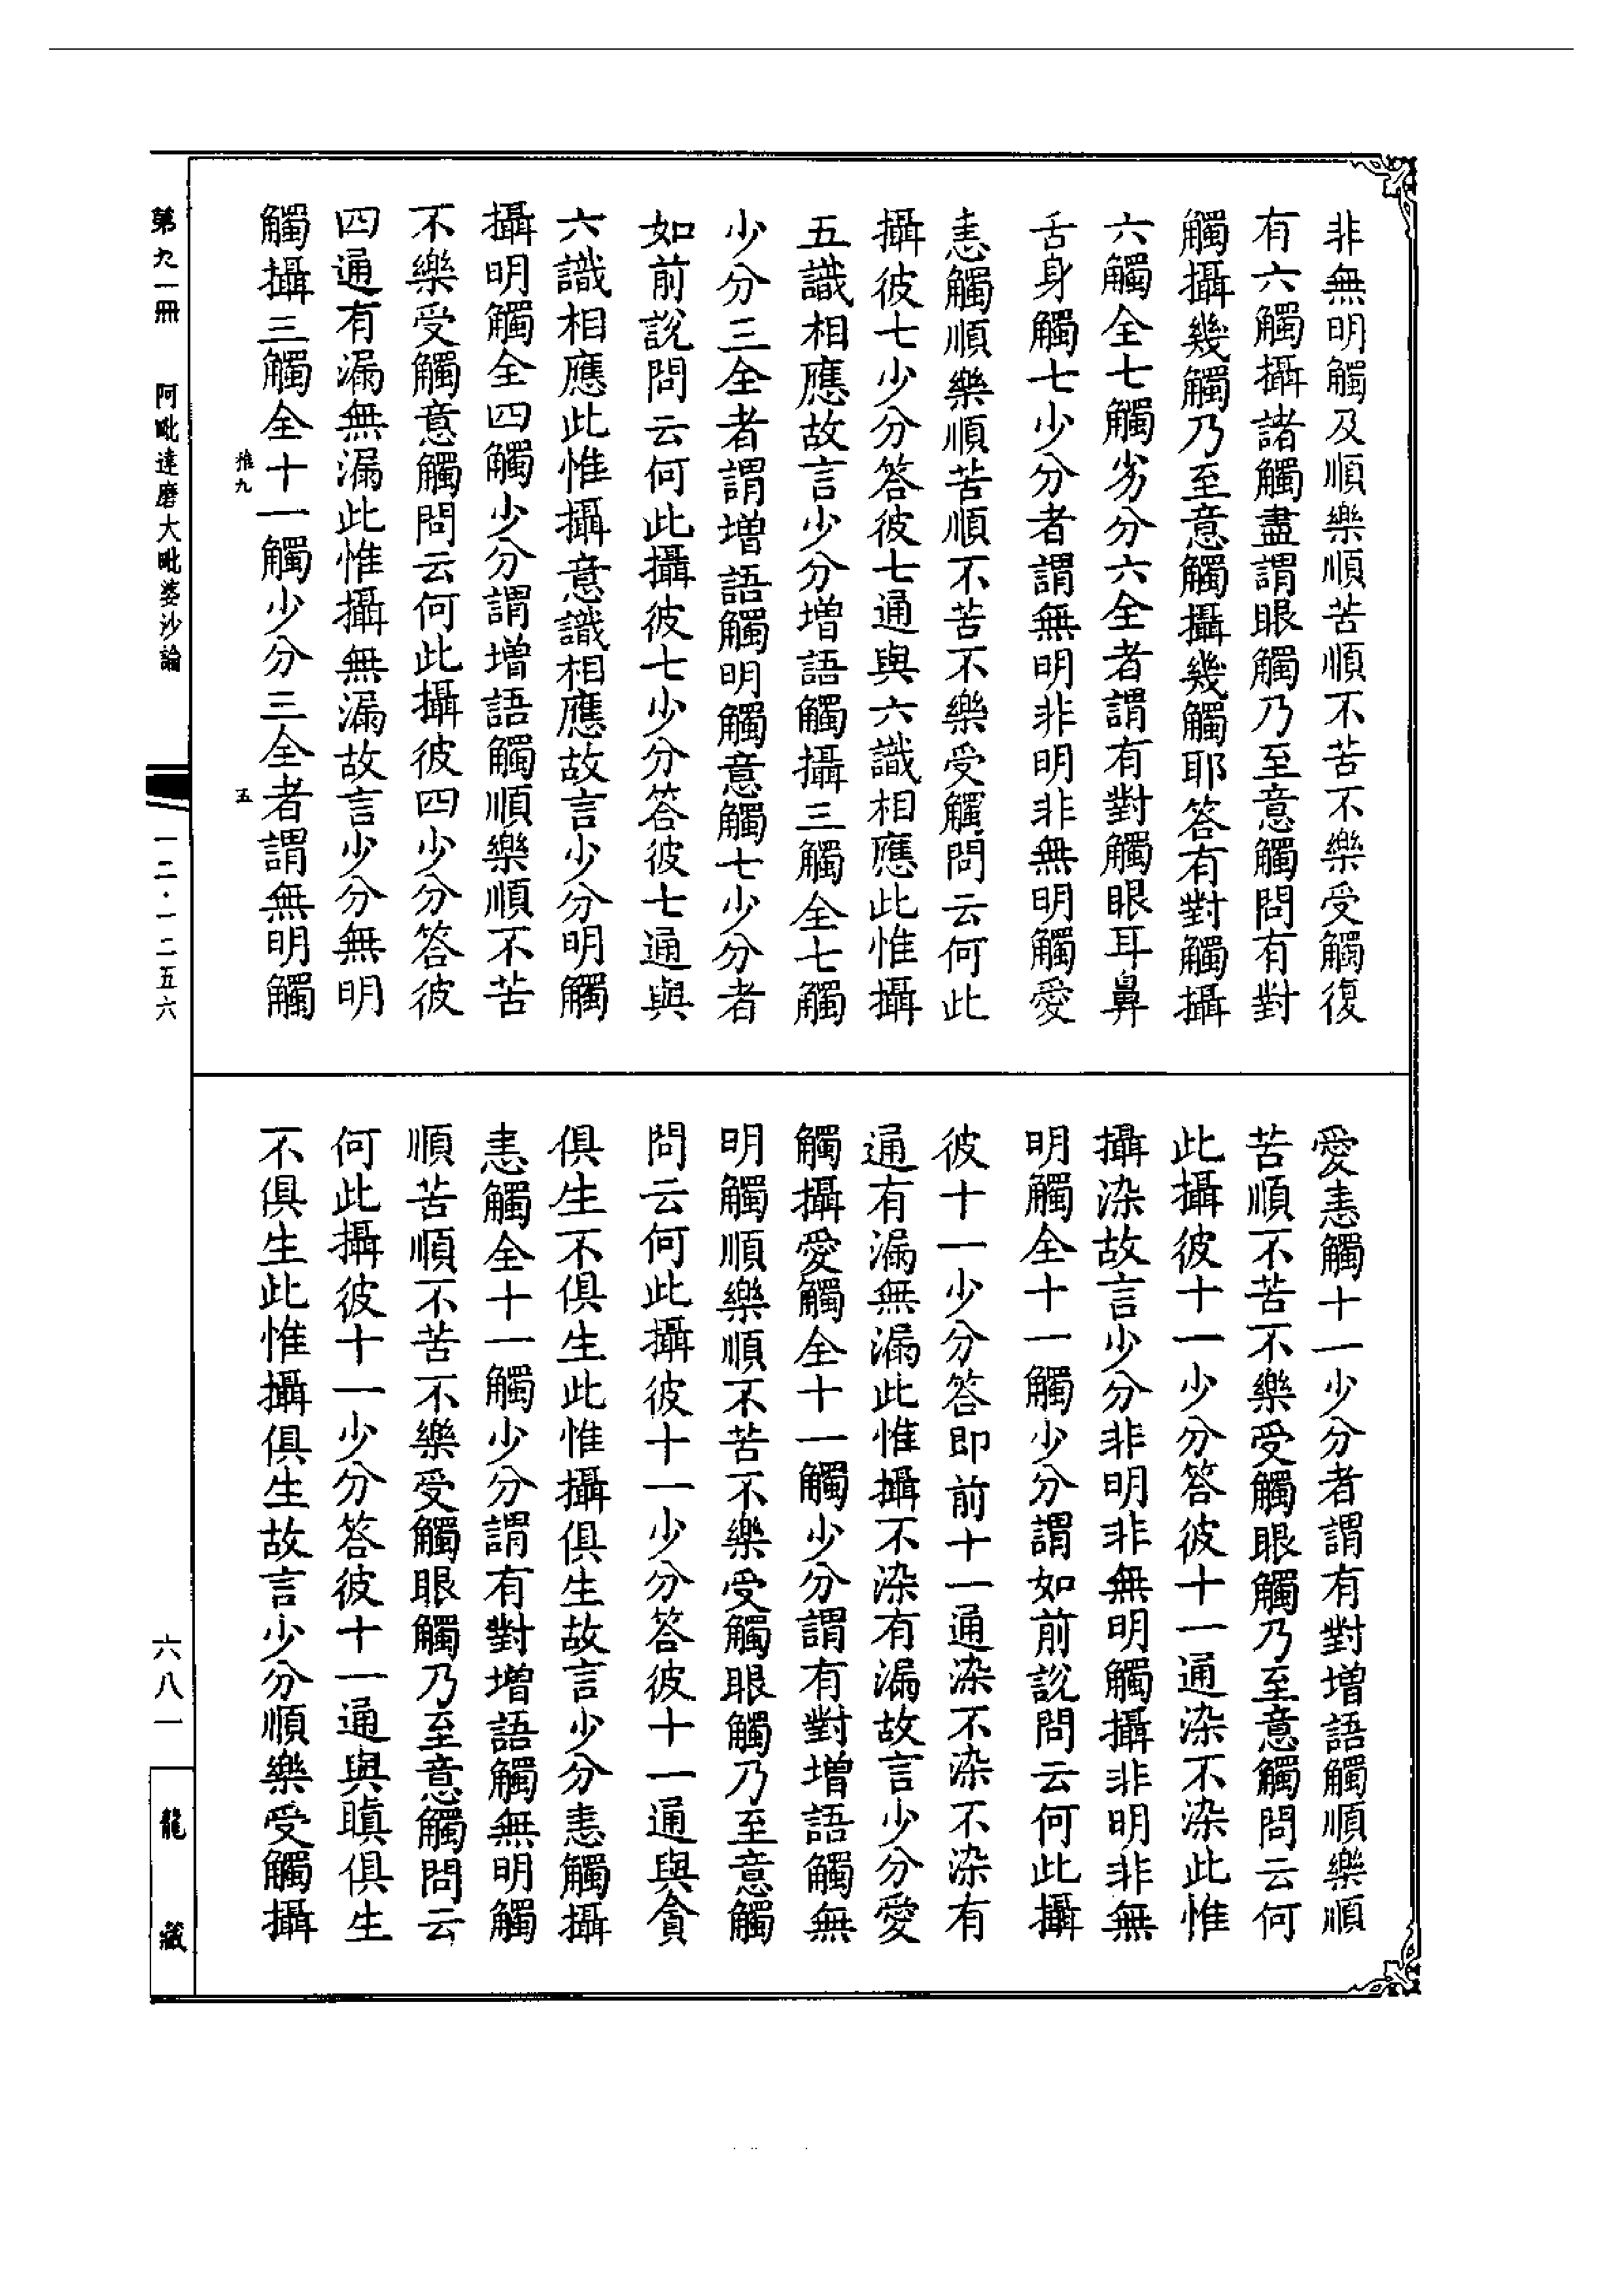 非無明觸及順樂順苦順不苦不樂受觸復
有六觸攝諸觸盡謂眼觸乃至意觸問有對
觸攝幾觸乃至意觸攝幾觸耶答有對觸攝
六觸全七觸劣分六全者謂有對觸眼耳鼻
舌身觸七少分者謂無明非明非無明觸愛
恚觸順樂順苦順不苦不樂受觸問云何此
攝彼七少分答彼七通與六識相應此惟攝
五識相應故言少分增語觸攝三觸全七觸
少分三全者謂增語觸明觸意觸七少分者
如前說問云何此攝彼七少分答彼七通與
六識相應此惟攝意識相應故言少分明觸
攝明觸全四觸少分謂增語觸順樂順不苦
不樂受觸意觸問云何此攝彼四少分答彼
四通有漏無漏此惟攝無漏故言少分無明
觸攝三觸全十一觸少分三全者謂無明觸
愛恚觸十一少分者謂有對增語觸順樂順
苦順不苦不樂受觸眼觸乃至意觸問云何
此攝彼十一少分答彼十一通染不染此惟
攝染故言少分非明非無明觸攝非明非無
明觸全十一觸少分謂如前說問云何此攝
彼十一少分答即前十一通染不染不染有
通有漏無漏此惟攝不染有漏故言少分愛
觸攝愛觸全十一觸少分謂有對增語觸無
明觸順樂順不苦不樂受觸眼觸乃至意觸
問云何此攝彼十一少分答彼十一通與貪
俱生不俱生此惟攝俱生故言少分恚觸攝
恚觸全十一觸少分謂有對增語觸無明觸
順苦順不苦不樂受觸眼觸乃至意觸問云
何此攝彼十一少分答彼十一通與瞋俱生
不俱生此惟攝俱生故言少分順樂受觸攝
推九
五
第九一冊 阿毗達磨大毗婆沙論
一二·一二五六
六八一
龍藏